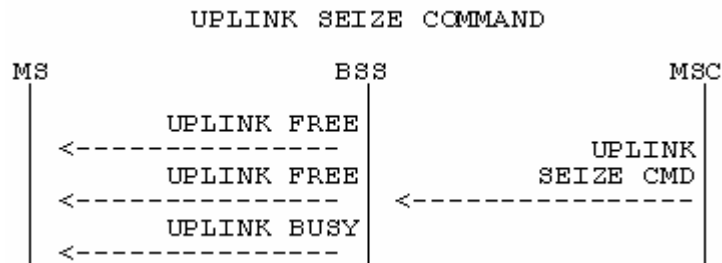 UPLINK SEIZE COMMAND
MS BSS MSC
UPLINK FREE
UPLINK
UPLINK FREE
SEIZE CMD
UPLINK BUSY